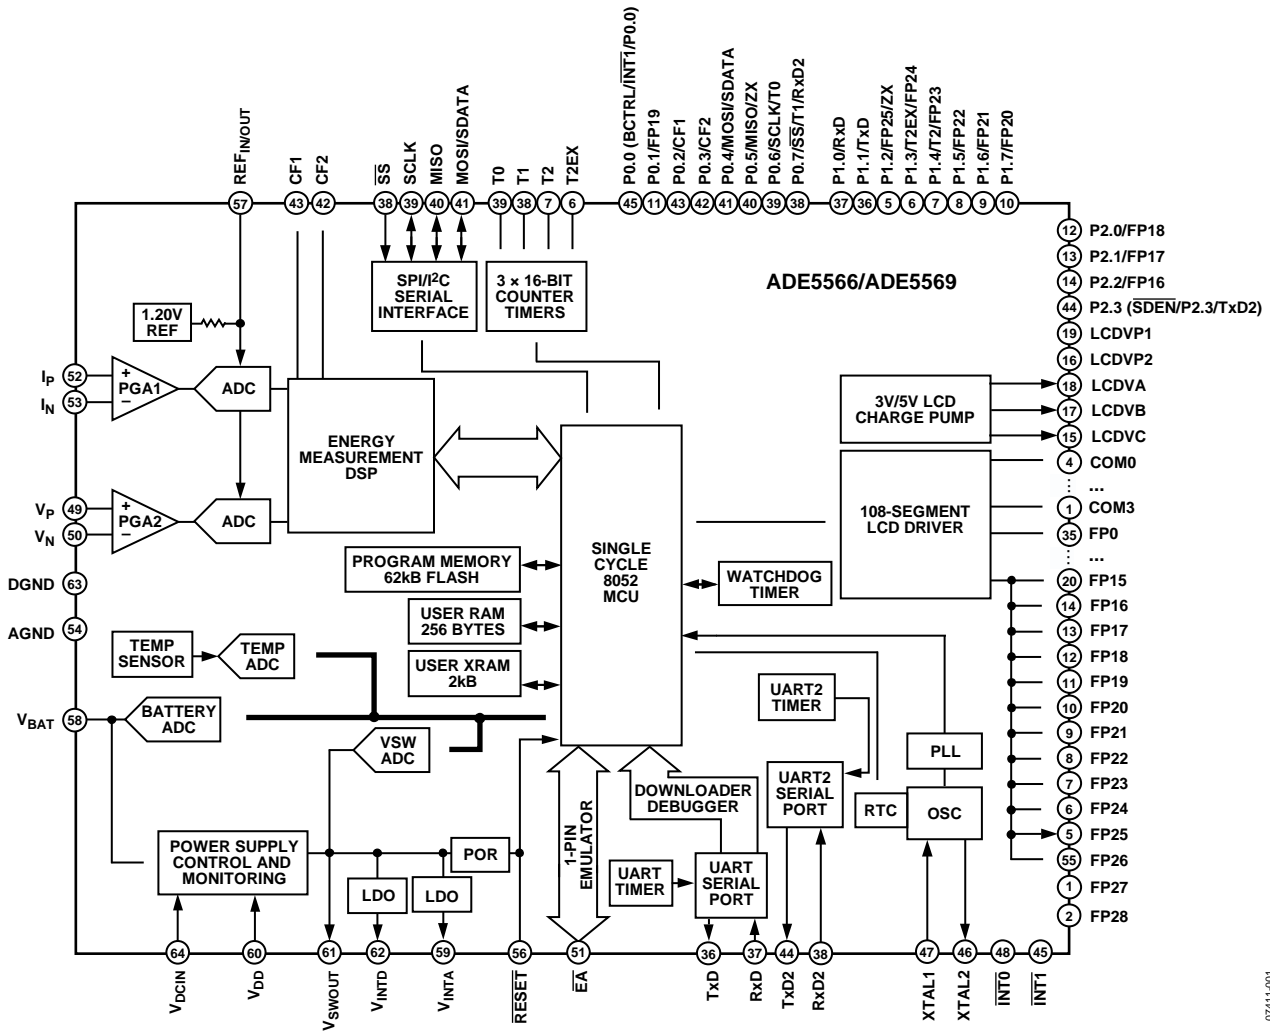 REFIN/OUT
CF1
CF2
SS
SCLK
MISO
MOSI/SDATA
T0
T1
T2
T2EX
P0.0 (BCTRL/INT1/P0.0)
P0.1/FP19
P0.2/CF1
P0.3/CF2
P0.4/MOSI/SDATA
P0.5/MISO/ZX
P0.6/SCLK/T0
P0.7/SS/T1/RxD2
P1.0/RxD
P1.1/TxD
P1.2/FP25/ZX
P1.3/T2EX/FP24
P1.4/T2/FP23
P1.5/FP22
P1.6/FP21
P1.7/FP20
57
43
42
38
39
40
41
39
38
7
6
45
11
43
42
41
40
39
38
37
36
5
6
7
8
9
10
ADE5566/ADE5569
12 P2.0/FP18
13 P2.1/FP17
14 P2.2/FP16
44 P2.3 (SDEN/P2.3/TxD2)
19 LCDVP1
16 LCDVP2
18 LCDVA
17 LCDVB
15 LCDVC
4 COM0
...
1 COM3
35 FP0
...
20 FP15
14 FP16
13 FP17
12 FP18
11 FP19
10 FP20
9 FP21
8 FP22
7 FP23
6 FP24
5 FP25
55 FP26
1 FP27
2 FP28
SPI/I2C
SERIAL
INTERFACE
3 × 16-BIT
COUNTER
TIMERS
1.20V
REF
IP 52
IN 53
+
PGA1
–
ADC
VP 49
VN 50
+
PGA2
–
ADC
DGND 63
AGND 54
VBAT 58
ENERGY
MEASUREMENT
DSP
3V/5V LCD
CHARGE PUMP
108-SEGMENT
LCD DRIVER
SINGLE
CYCLE
8052
MCU
PROGRAM MEMORY
62kB FLASH
USER RAM
256 BYTES
USER XRAM
2kB
WATCHDOG
TIMER
TEMP
SENSOR
TEMP
ADC
BATTERY
ADC
VSW
ADC
UART2
TIMER
UART2
SERIAL
PORT
PLL
RTC
OSC
DOWNLOADER
DEBUGGER
1-PIN
EMULATOR
POWER SUPPLY
CONTROL AND
MONITORING
POR
LDO
LDO
UART
TIMER
UART
SERIAL
PORT
64
60
61
62
59
56
51
36
37
44
38
47
46
48
45
VDCIN
VDD
VSWOUT
VINTD
VINTA
RESET
EA
TxD
RxD
TxD2
RxD2
XTAL1
XTAL2
INT0
INT1
07411-001